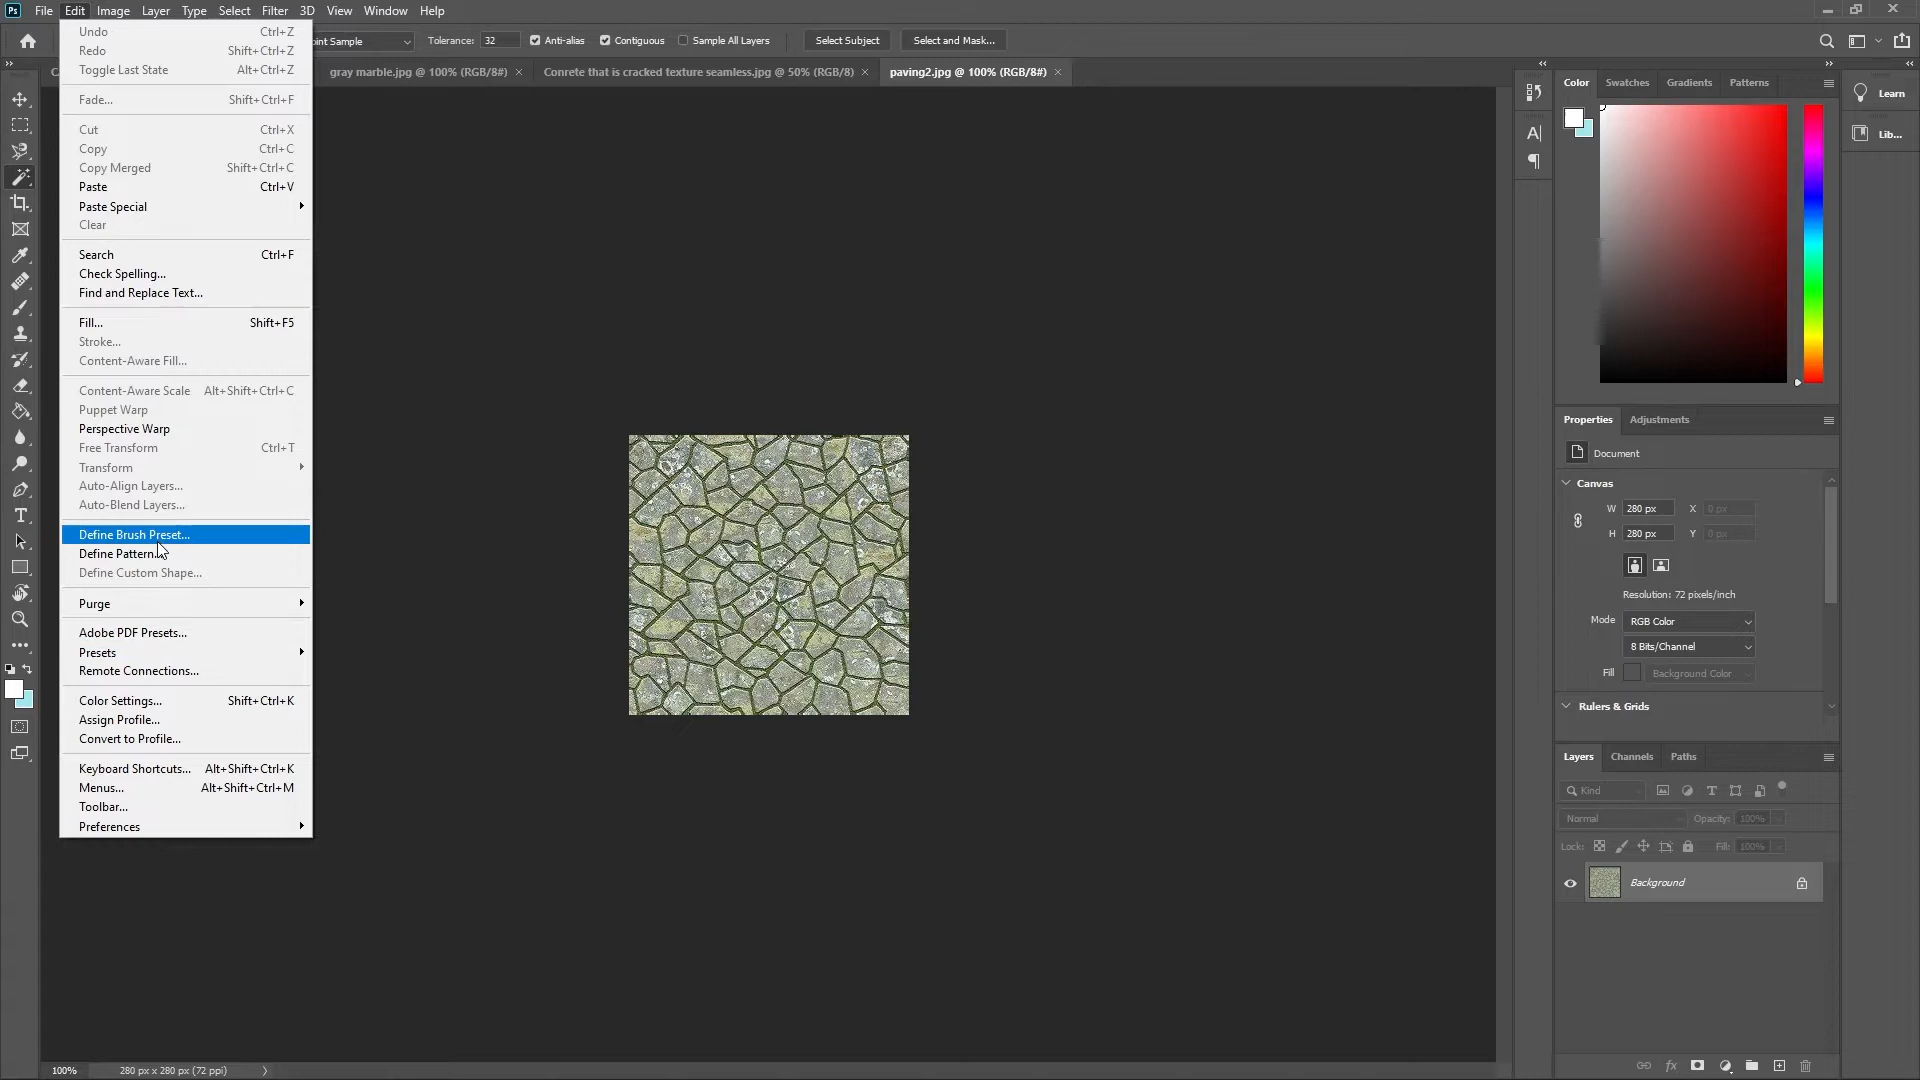 Ps File Edit Image Layer Type Select Filter 3D View Window Help
oint Sample Tolerance: 32 Anti-alias Contiguous Sample All Layers Select Subject Select and Mask...
gray marble.jpg @ 100% (RGB/8#) × Conrete that is cracked texture seamless.jpg @ 50% (RGB/8) × paving2.jpg @ 100% (RGB/8#) ×
Undo Ctrl+Z
Redo Shift+Ctrl+Z
Toggle Last State Alt+Ctrl+Z
Fade... Shift+Ctrl+F
Cut Ctrl+X
Copy Ctrl+C
Copy Merged Shift+Ctrl+C
Paste Ctrl+V
Paste Special
Clear
Search Ctrl+F
Check Spelling...
Find and Replace Text...
Fill... Shift+F5
Stroke...
Content-Aware Fill...
Content-Aware Scale Alt+Shift+Ctrl+C
Puppet Warp
Perspective Warp
Free Transform Ctrl+T
Transform
Auto-Align Layers...
Auto-Blend Layers...
Define Brush Preset...
Define Pattern...
Define Custom Shape...
Purge
Adobe PDF Presets...
Presets
Remote Connections...
Color Settings... Shift+Ctrl+K
Assign Profile...
Convert to Profile...
Keyboard Shortcuts... Alt+Shift+Ctrl+K
Menus... Alt+Shift+Ctrl+M
Toolbar...
Preferences
100% 280 px x 280 px (72 ppi)
Color Swatches Gradients Patterns
Learn
Lib...
Properties Adjustments
Document
Canvas
W 280 px X 0 px
H 280 px Y 0 px
Resolution: 72 pixels/inch
Mode RGB Color
8 Bits/Channel
Fill Background Color
Rulers & Grids
Layers Channels Paths
Kind
Normal Opacity: 100%
Lock: Fill: 100%
Background